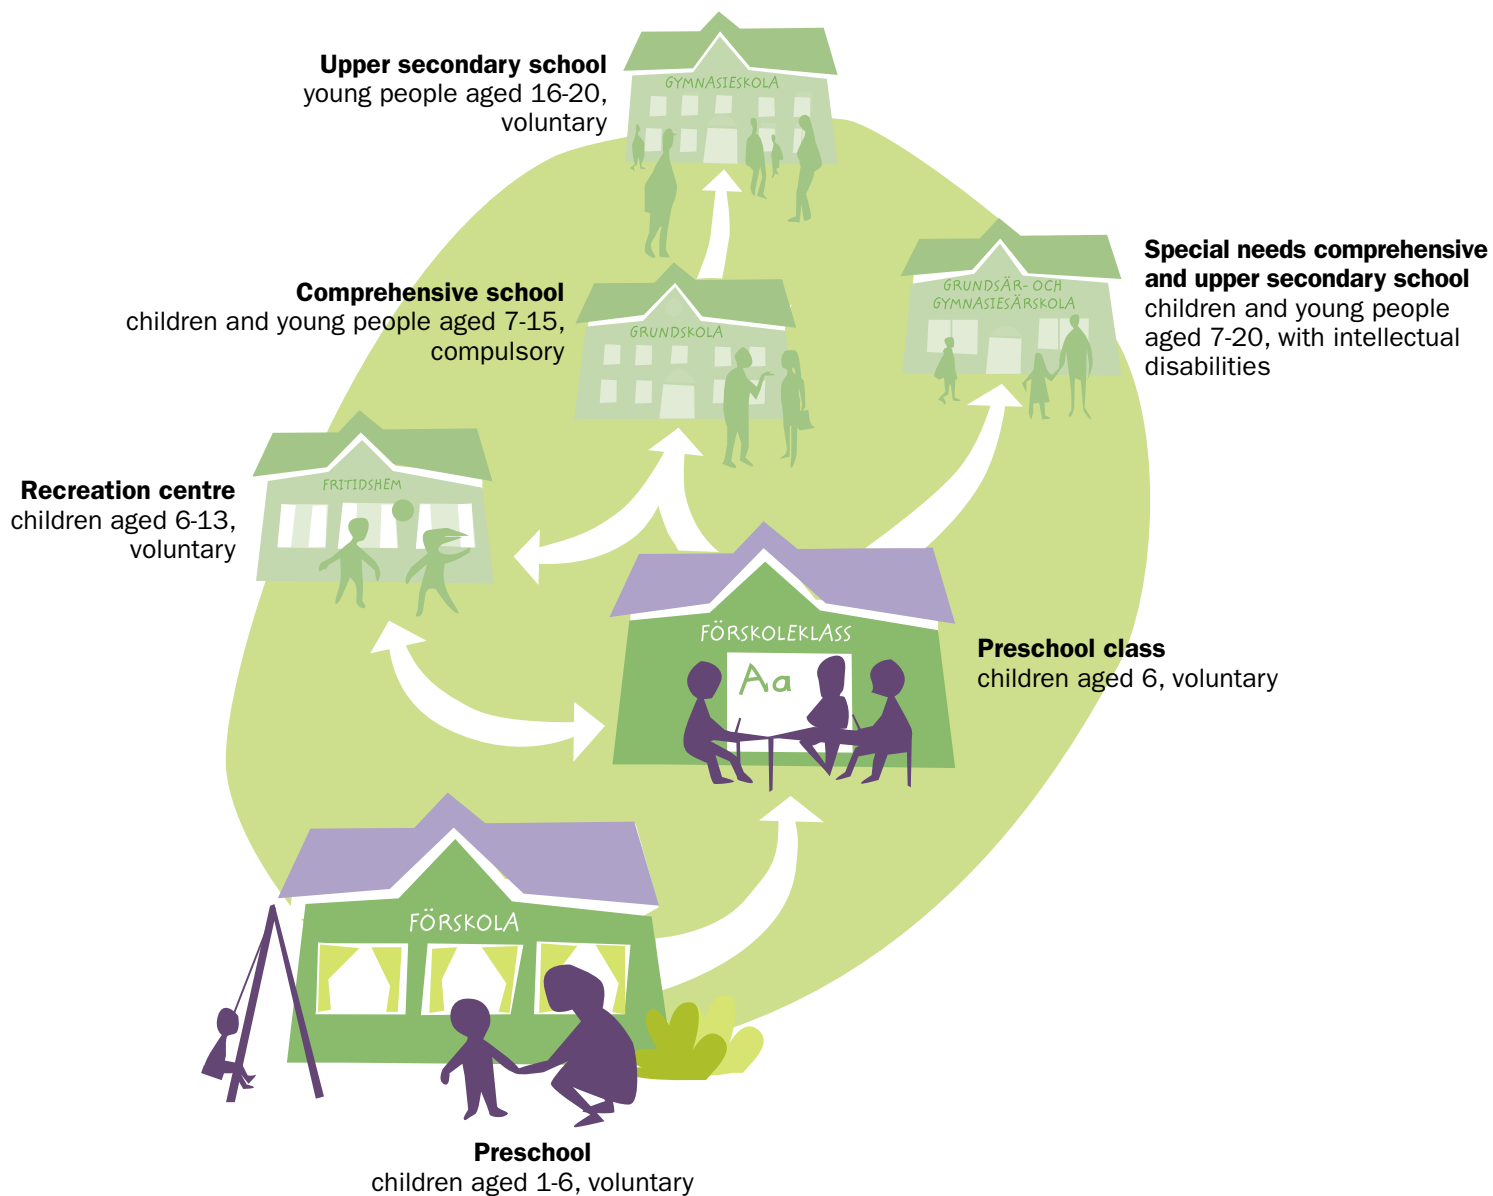 Upper secondary school
young people aged 16-20,
voluntary
GYMNASIESKOLA
Special needs comprehensive
and upper secondary school
children and young people
aged 7-20, with intellectual
disabilities
GRUNDSÄR- OCH
GYMNASIESÄRSKOLA
Comprehensive school
children and young people aged 7-15,
compulsory
GRUNDSKOLA
Recreation centre
children aged 6-13,
voluntary
FRITIDSHEM
FÖRSKOLEKLASS
Aa
Preschool class
children aged 6, voluntary
FÖRSKOLA
Preschool
children aged 1-6, voluntary